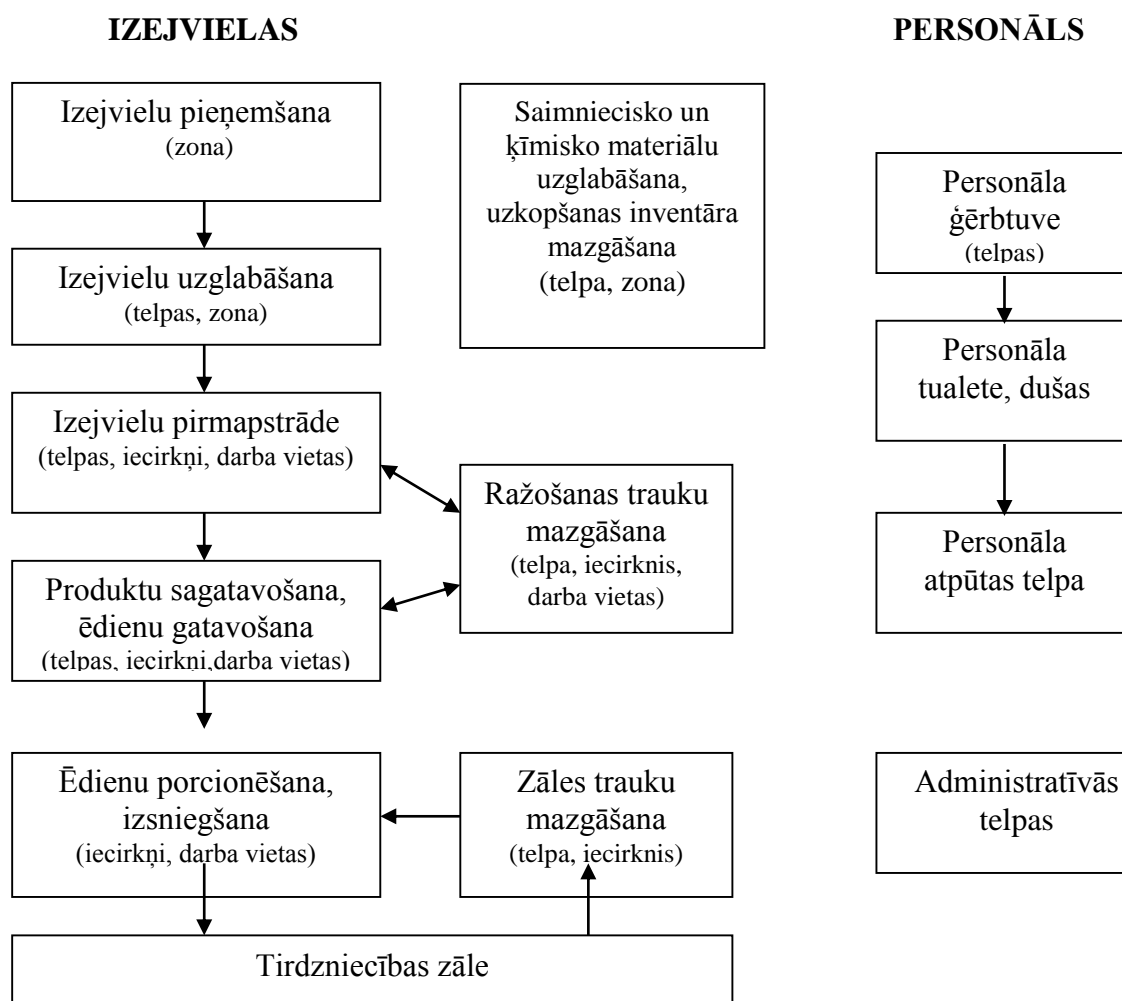 IZEJVIELAS
PERSONĀLS
Izejvielu pieņemšana
(zona)
Izejvielu uzglabāšana
(telpas, zona)
Izejvielu pirmapstrāde
(telpas, iecirkņi, darba vietas)
Produktu sagatavošana,
ēdienu gatavošana
(telpas, iecirkņi,darba vietas)
Ēdienu porcionēšana,
izsniegšana
(iecirkņi, darba vietas)
Tirdzniecības zāle
Saimniecisko un
ķīmisko materiālu
uzglabāšana,
uzkopšanas inventāra
mazgāšana
(telpa, zona)
Ražošanas trauku
mazgāšana
(telpa, iecirknis,
darba vietas)
Zāles trauku
mazgāšana
(telpa, iecirknis)
Personāla
ģērbtuve
(telpas)
Personāla
tualete, dušas
Personāla
atpūtas telpa
Administratīvās
telpas